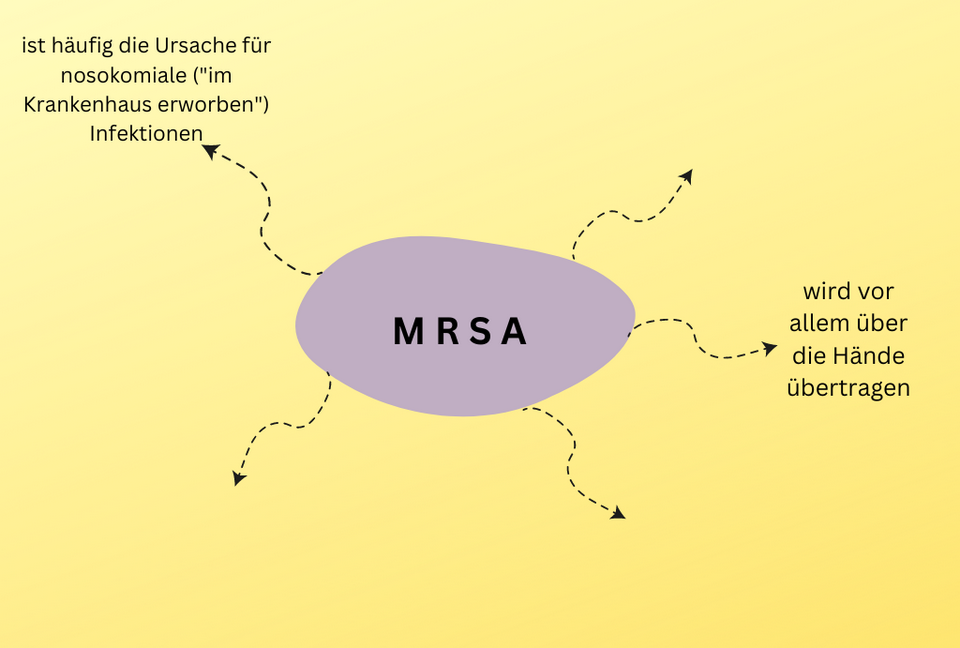 ist häufig die Ursache für
nosokomiale ("im
Krankenhaus erworben")
Infektionen
MRSA
wird vor
allem über
die Hände
übertragen